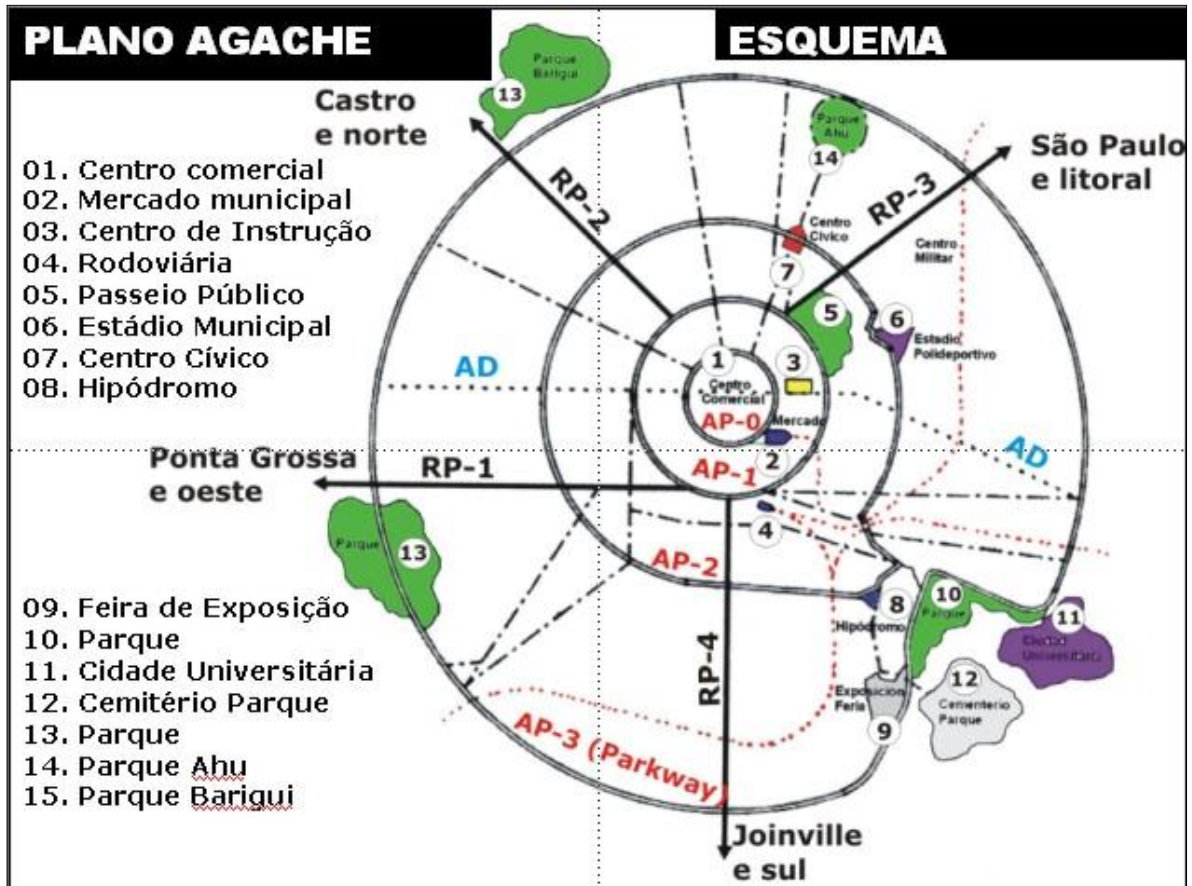 PLANO AGACHE
ESQUEMA
Parque
Barigui
13
Castro
e norte
Parque
Ahu
14
São Paulo
e litoral
01. Centro comercial
02. Mercado municipal
03. Centro de Instrução
04. Rodoviária
05. Passeio Público
06. Estádio Municipal
07. Centro Cívico
08. Hipódromo
RP-2
RP-3
Centro
Cívico
7
Centro
Militar
5
6
Estadio
Polideportivo
1
3
Centro
Comercial
AD
AP-0
Mercado
2
AP-1
AD
Ponta Grossa
e oeste
RP-1
4
Parque
13
AP-2
8
Hipódromo
10
Parque
11
Ciudad
Universitária
12
Cementerio
Parque
RP-4
Exposicion
Feria
9
AP-3 (Parkway)
09. Feira de Exposição
10. Parque
11. Cidade Universitária
12. Cemitério Parque
13. Parque
14. Parque Ahu
15. Parque Barigui
Joinville
e sul